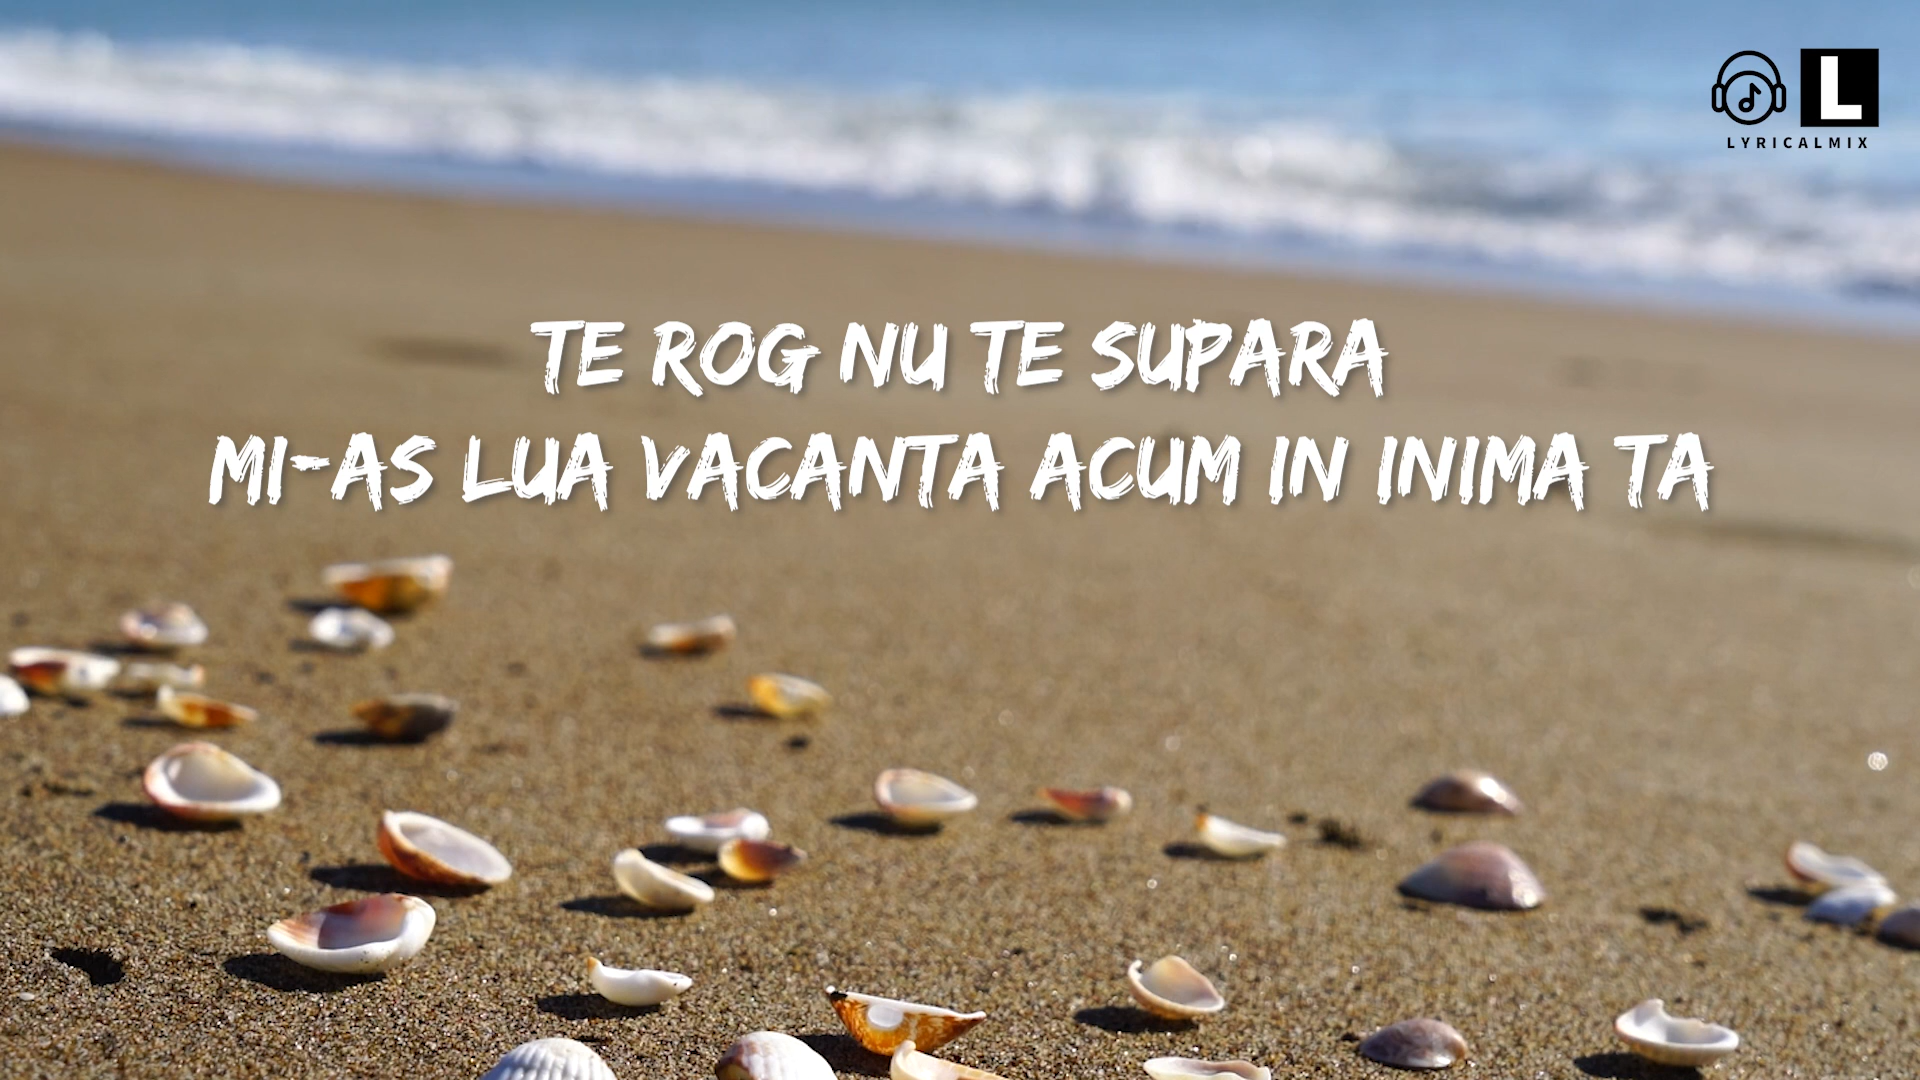 L
LYRICALMIX
TE ROG NU TE SUPARA
MI-AS LUA VACANTA ACUM IN INIMA TA